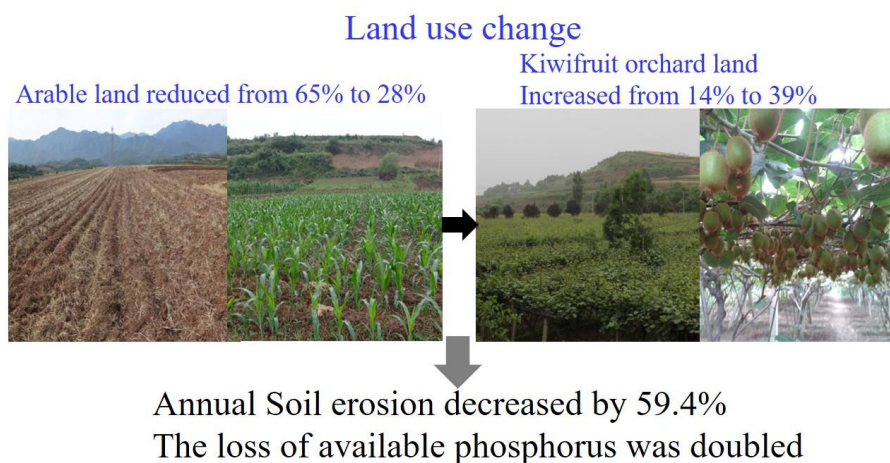 Land use change
Arable land reduced from 65% to 28%
Kiwifruit orchard land
Increased from 14% to 39%
Annual Soil erosion decreased by 59.4%
The loss of available phosphorus was doubled